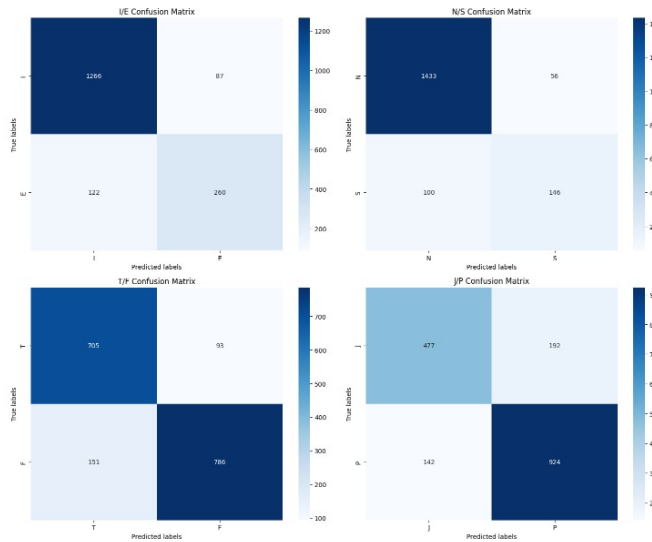 I/E Confusion Matrix
True labels
I
E
1266
87
122
260
1200
1000
800
600
400
200
I
E
Predicted labels
N/S Confusion Matrix
True labels
N
S
1433
56
100
146
N
S
Predicted labels
T/F Confusion Matrix
True labels
T
F
705
93
151
786
700
600
500
400
300
200
100
T
F
Predicted labels
J/P Confusion Matrix
True labels
J
P
477
192
142
924
J
P
Predicted labels